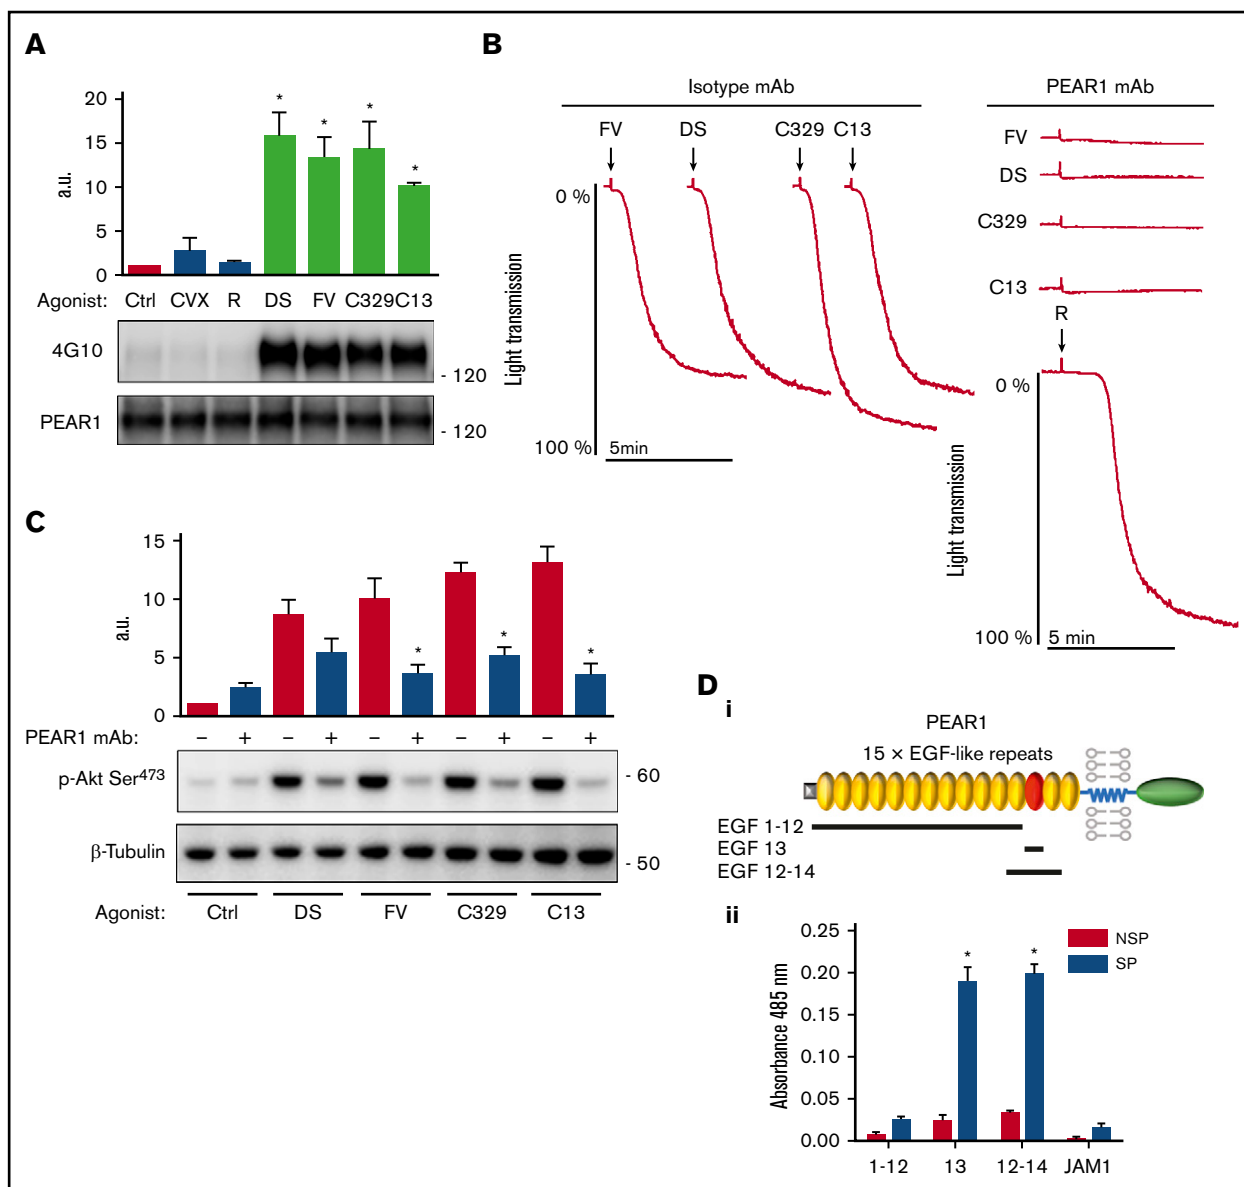 A
20
15
10
5
0
a.u.
* * * *
Agonist: Ctrl CVX R DS FV C329 C13
4G10
- 120
PEAR1
- 120
B
Isotype mAb
FV DS C329 C13
0 %
Light transmission
100 %
5min
PEAR1 mAb
FV
DS
C329
C13
R
0 %
Light transmission
100 %
5 min
C
15
10
5
0
a.u.
* * *
PEAR1 mAb: – + – + – + – + – +
p-Akt Ser473
- 60
β-Tubulin
- 50
Agonist: Ctrl DS FV C329 C13
D
i
PEAR1
15 × EGF-like repeats
EGF 1-12
EGF 13
EGF 12-14
ii
0.25
0.20
0.15
0.10
0.05
0.00
Absorbance 485 nm
* *
NSP
SP
1-12 13 12-14 JAM1